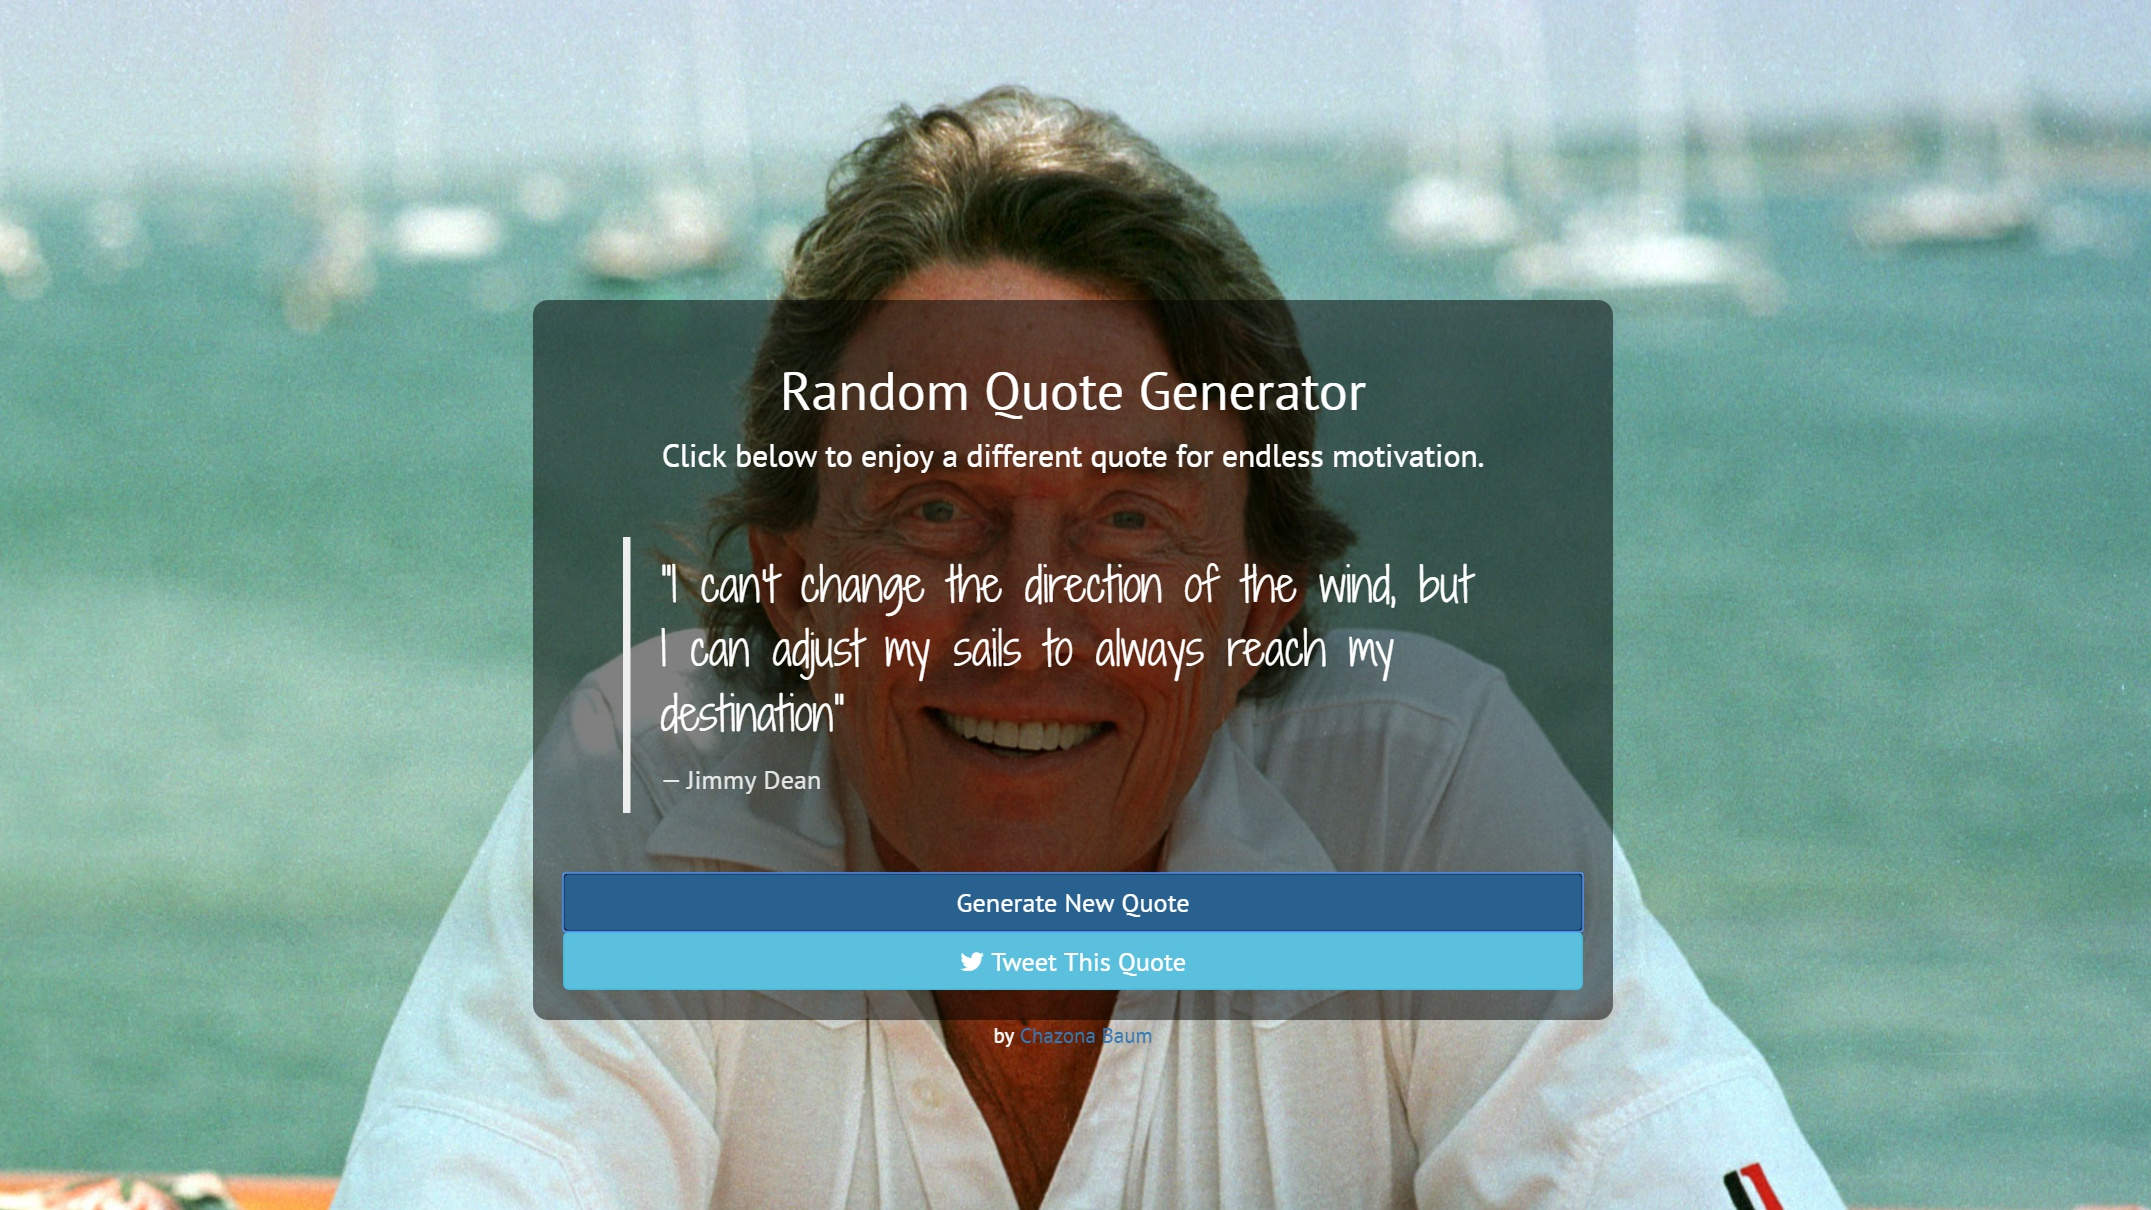 Random Quote Generator
Click below to enjoy a different quote for endless motivation.
"I can't change the direction of the wind, but
I can adjust my sails to always reach my
destination"
— Jimmy Dean
Generate New Quote
Tweet This Quote
by Chazona Baum